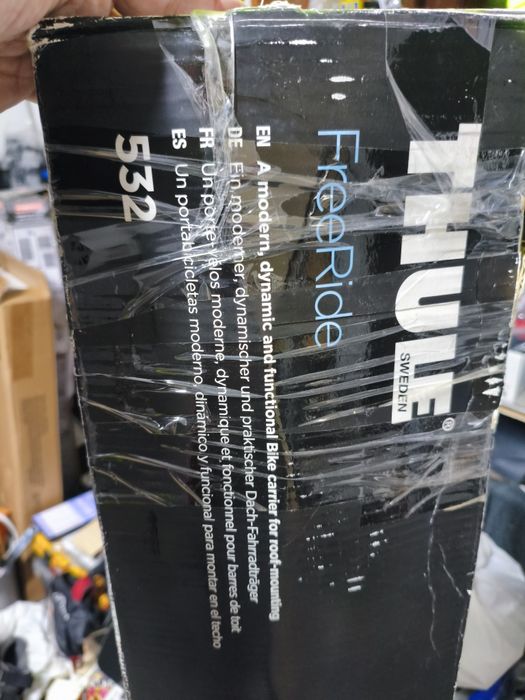 THULE®
SWEDEN
FreeRide
EN A modern, dynamic and functional Bike carrier for roof-mounting
DE Ein moderner, dynamischer und praktischer Dach-Fahrradträger
FR Un porte-vélos moderne, dynamique et fonctionnel pour barres de toit
ES Un portabicicletas moderno, dinámico y funcional para montar en el techo
532